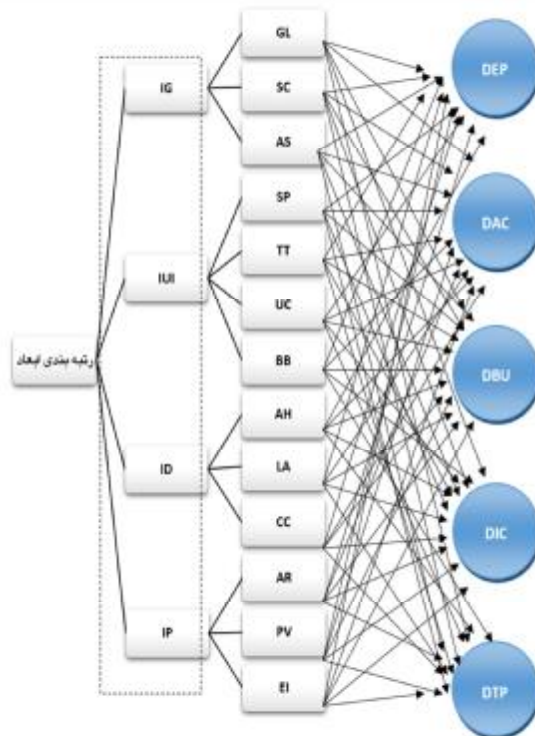 رتبه بندی ابعاد
IG
IUI
ID
IP
GL
SC
AS
SP
TT
UC
BB
AH
LA
CC
AR
PV
EI
DEP
DAC
DBU
DIC
DTP